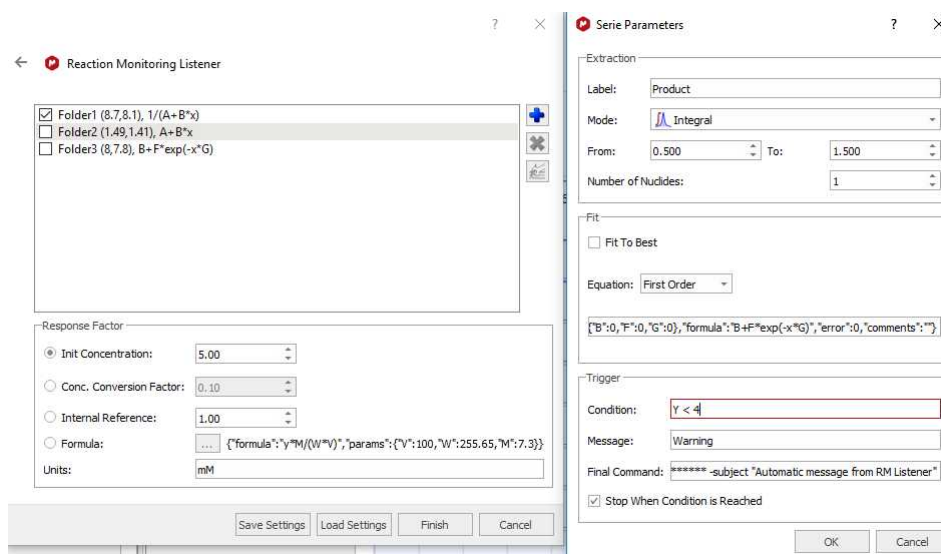 ?
Reaction Monitoring Listener
Folder1 (8.7,8.1), 1/(A+B*x)
Folder2 (1.49,1.41), A+B*x
Folder3 (8,7.8), B+F*exp(-x*G)
Response Factor
Init Concentration: 5.00
Conc. Conversion Factor: 0.10
Internal Reference: 1.00
Formula: ... {"formula":"y*M/(W*V)","params":{"V":100,"W":255.65,"M":7.3}}
Units: mM
Save Settings Load Settings Finish Cancel
Serie Parameters ?
Extraction
Label: Product
Mode: Integral
From: 0.500 To: 1.500
Number of Nuclides: 1
Fit
Fit To Best
Equation: First Order
{"B":0,"F":0,"G":0},"formula":"B+F*exp(-x*G)","error":0,"comments":""}
Trigger
Condition: Y < 4
Message: Warning
Final Command: ****** -subject "Automatic message from RM Listener"
Stop When Condition is Reached
OK Cancel